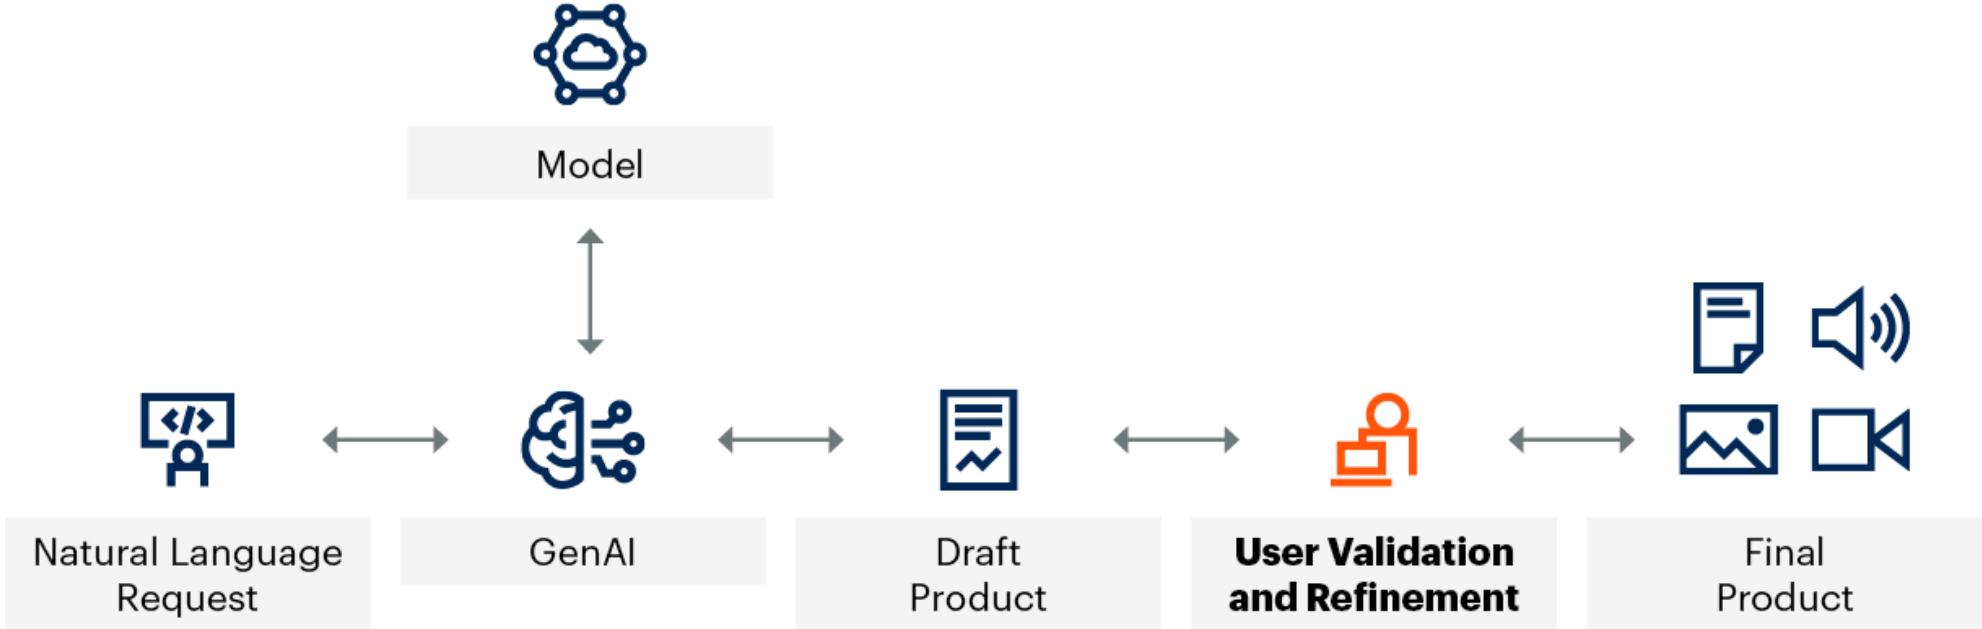 Model
Natural Language
Request
GenAI
Draft
Product
User Validation
and Refinement
Final
Product